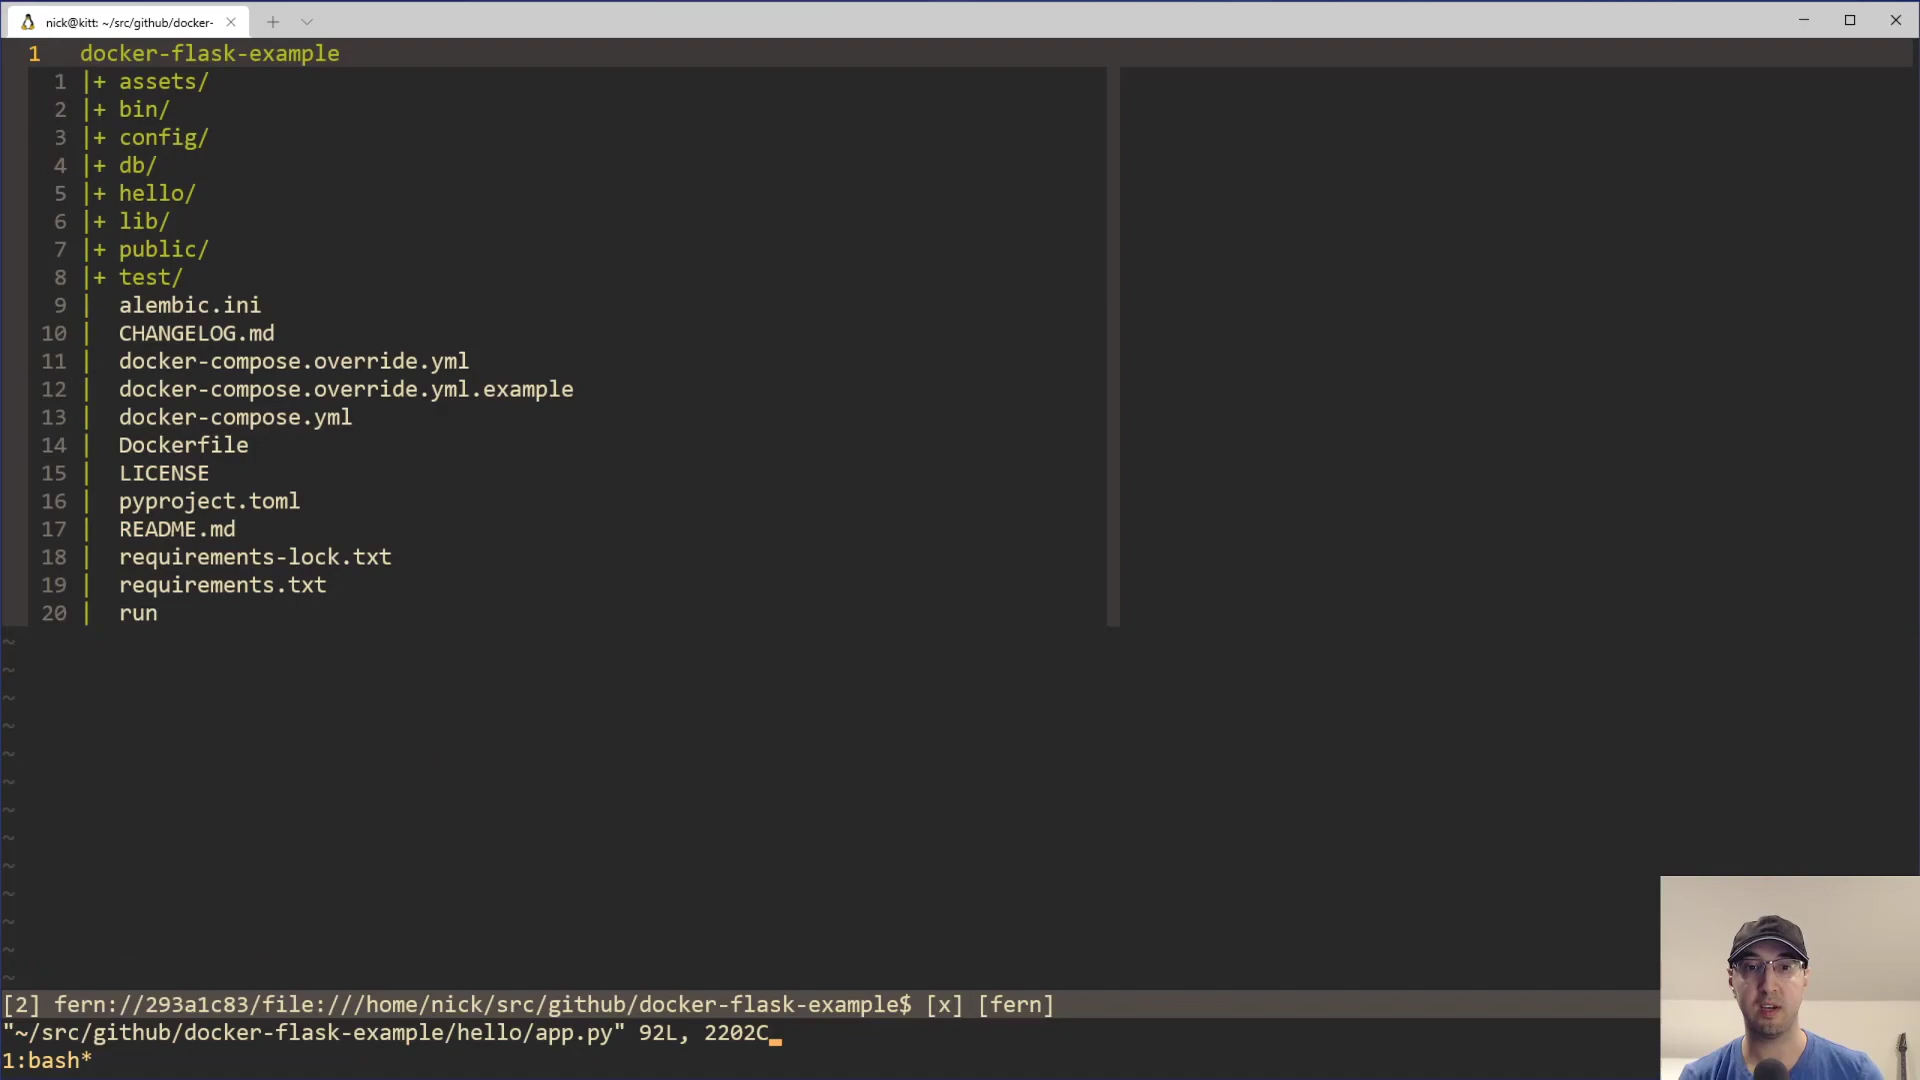 nick@kitt: ~/src/github/docker-
1 docker-flask-example
1 |+ assets/
2 |+ bin/
3 |+ config/
4 |+ db/
5 |+ hello/
6 |+ lib/
7 |+ public/
8 |+ test/
9 | alembic.ini
10 | CHANGELOG.md
11 | docker-compose.override.yml
12 | docker-compose.override.yml.example
13 | docker-compose.yml
14 | Dockerfile
15 | LICENSE
16 | pyproject.toml
17 | README.md
18 | requirements-lock.txt
19 | requirements.txt
20 | run
~
~
~
~
~
~
~
~
~
~
~
~
~
[2] fern://293a1c83/file:///home/nick/src/github/docker-flask-example$ [x] [fern]
"~/src/github/docker-flask-example/hello/app.py" 92L, 2202C
1:bash*